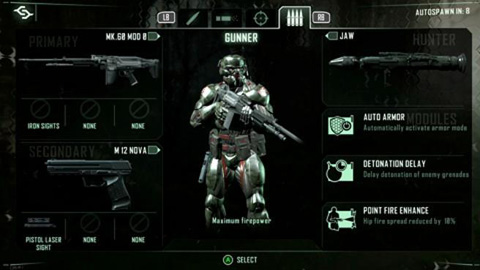 LB
RB
AUTOSPAWN IN: 8
PRIMARY
MK.60 MOD 0
GUNNER
JAW
HUNTER
IRON SIGHTS
NONE
NONE
AUTO ARMOR
MODULES
Automatically activate armor mode
SECONDARY
M12 NOVA
DETONATION DELAY
Delay detonation of enemy grenades
POINT FIRE ENHANCE
Hip fire spread reduced by 10%
PISTOL LASER
SIGHT
NONE
NONE
Maximum firepower
A SELECT